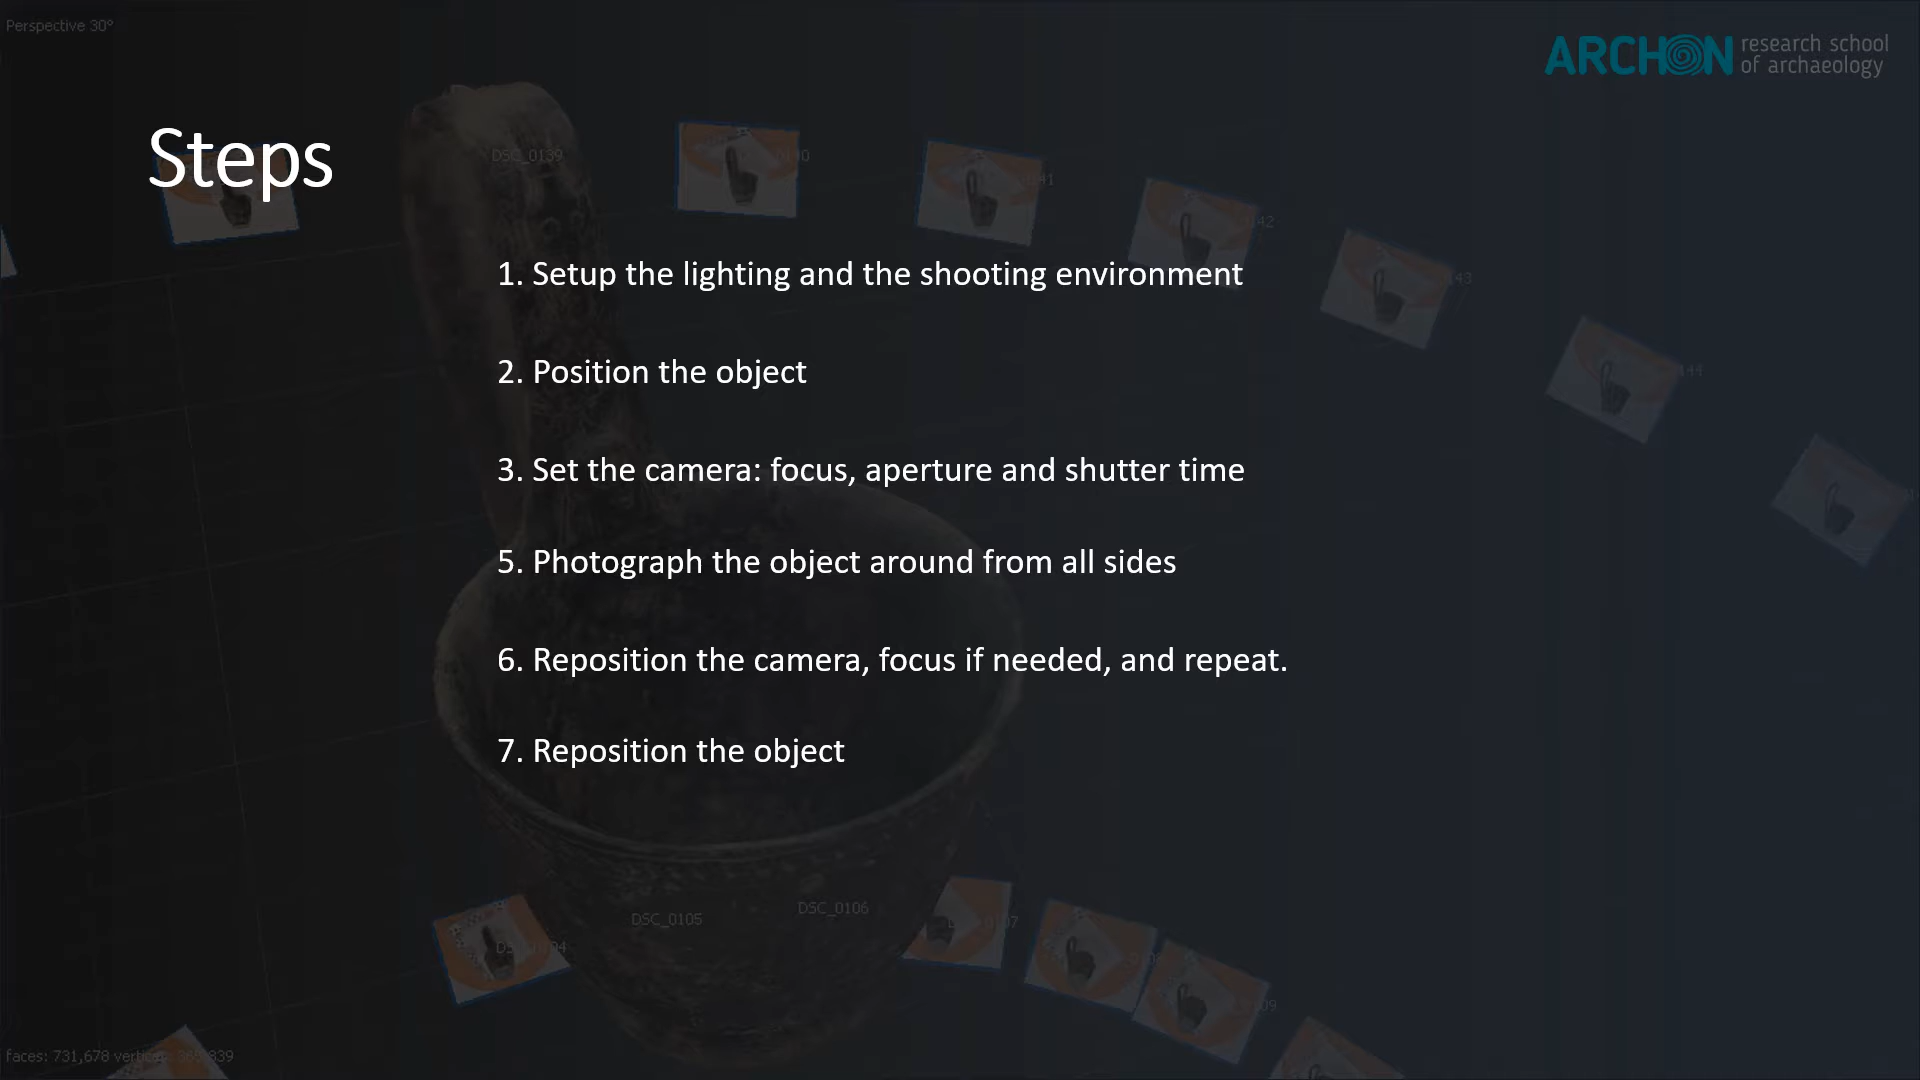 Perspective 30°
ARCHON research school
of archaeology
Steps
DSC_0139
1. Setup the lighting and the shooting environment
2. Position the object
3. Set the camera: focus, aperture and shutter time
5. Photograph the object around from all sides
6. Reposition the camera, focus if needed, and repeat.
7. Reposition the object
DSC_0105
DSC_0106
faces: 731,678